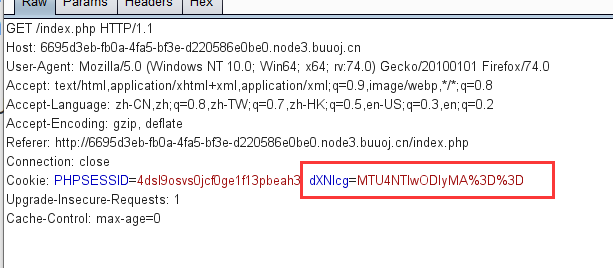 Raw Params Headers Hex
GET /index.php HTTP/1.1
Host: 6695d3eb-fb0a-4fa5-bf3e-d220586e0be0.node3.buuoj.cn
User-Agent: Mozilla/5.0 (Windows NT 10.0; Win64; x64; rv:74.0) Gecko/20100101 Firefox/74.0
Accept: text/html,application/xhtml+xml,application/xml;q=0.9,image/webp,*/*;q=0.8
Accept-Language: zh-CN,zh;q=0.8,zh-TW;q=0.7,zh-HK;q=0.5,en-US;q=0.3,en;q=0.2
Accept-Encoding: gzip, deflate
Referer: http://6695d3eb-fb0a-4fa5-bf3e-d220586e0be0.node3.buuoj.cn/index.php
Connection: close
Cookie: PHPSESSID=4dsl9osvs0jcf0ge1f13pbeah3 dXNlcg=MTU4NTIwODIyMA%3D%3D
Upgrade-Insecure-Requests: 1
Cache-Control: max-age=0